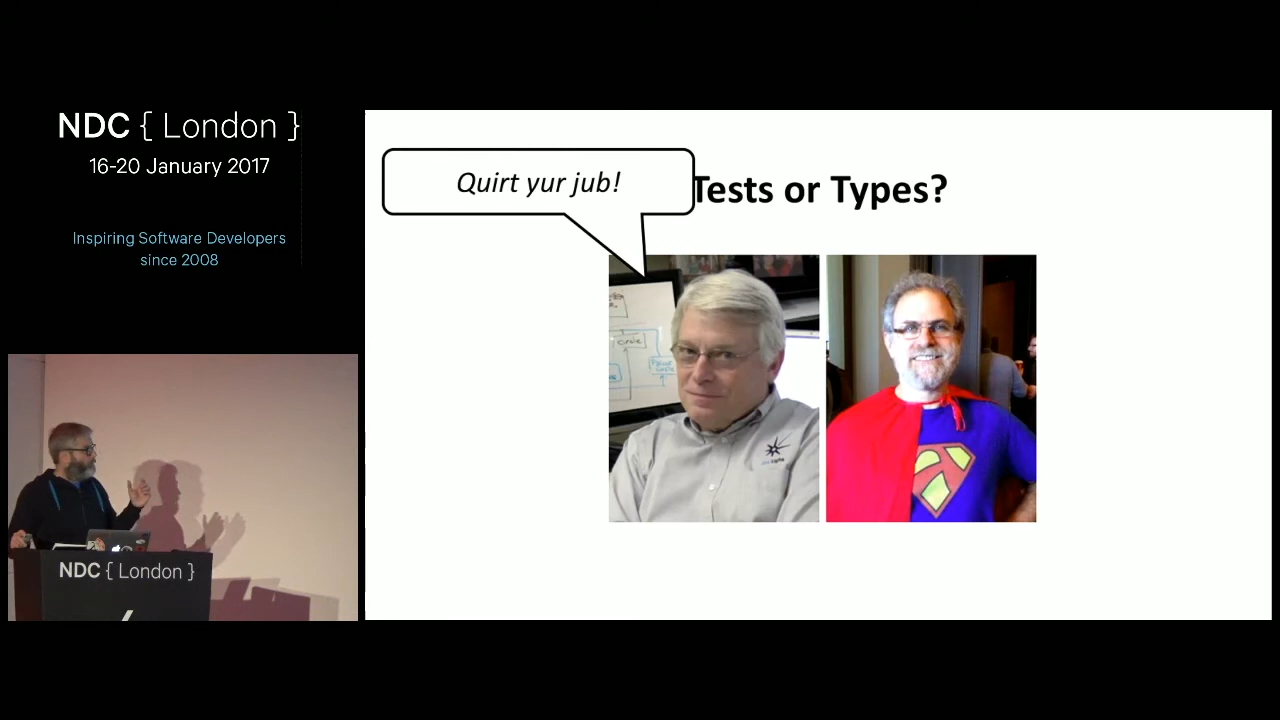 NDC { London }
16-20 January 2017
Inspiring Software Developers
since 2008
Quirt yur jub!
Tests or Types?
Circle
NDC { London }